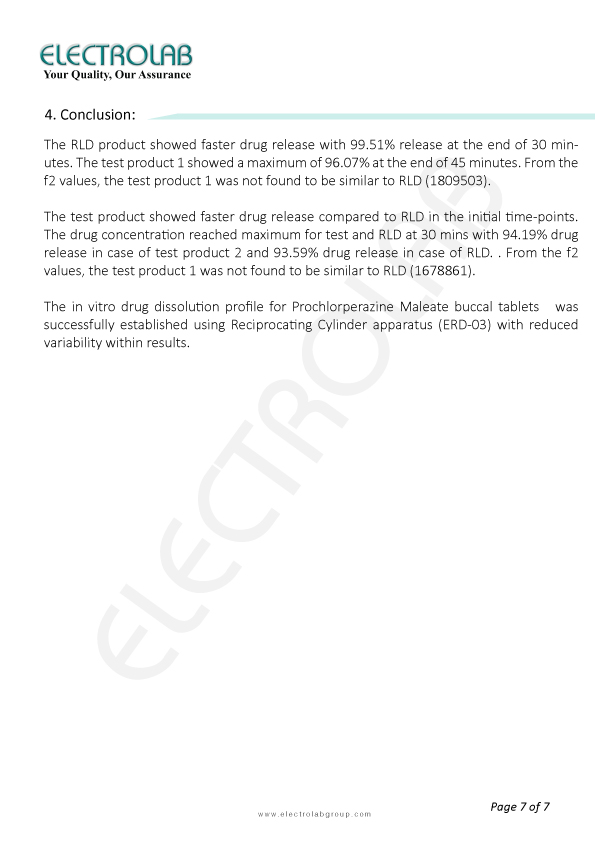 ELECTROLAB
Your Quality, Our Assurance
4. Conclusion:
The RLD product showed faster drug release with 99.51% release at the end of 30 min-
utes. The test product 1 showed a maximum of 96.07% at the end of 45 minutes. From the
f2 values, the test product 1 was not found to be similar to RLD (1809503).
The test product showed faster drug release compared to RLD in the initial time-points.
The drug concentration reached maximum for test and RLD at 30 mins with 94.19% drug
release in case of test product 2 and 93.59% drug release in case of RLD. . From the f2
values, the test product 1 was not found to be similar to RLD (1678861).
The in vitro drug dissolution profile for Prochlorperazine Maleate buccal tablets  was
successfully established using Reciprocating Cylinder apparatus (ERD-03) with reduced
variability within results.
ELECTROLAB
Page 7 of 7
www.electrolabgroup.com